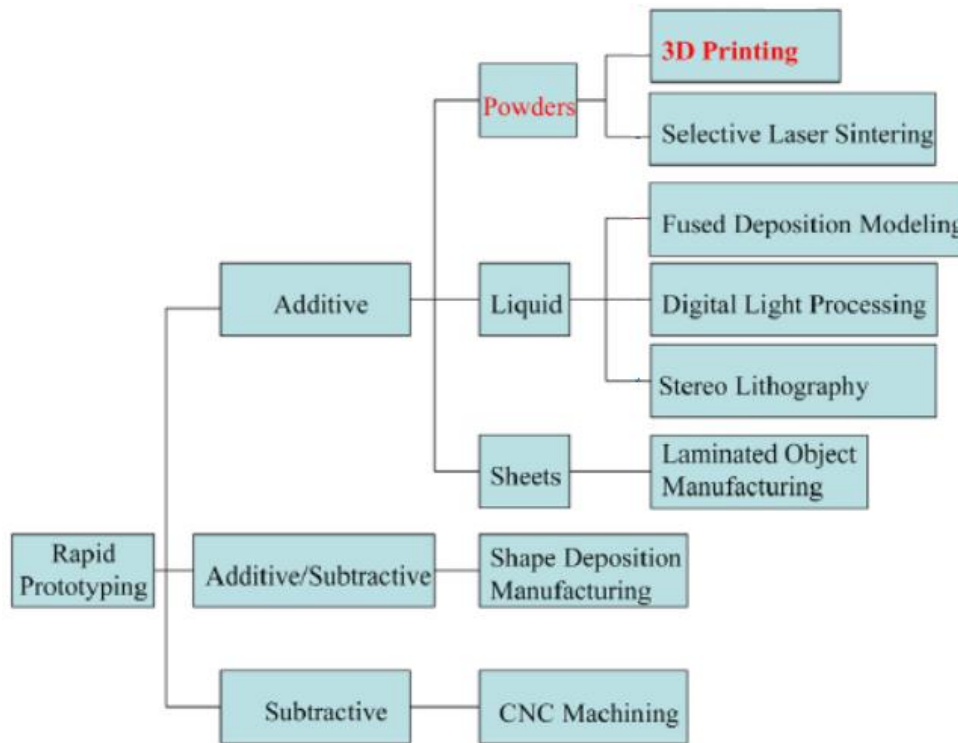 3D Printing
Powders
Selective Laser Sintering
Fused Deposition Modeling
Additive
Liquid
Digital Light Processing
Stereo Lithography
Sheets
Laminated Object
Manufacturing
Rapid
Prototyping
Additive/Subtractive
Shape Deposition
Manufacturing
Subtractive
CNC Machining